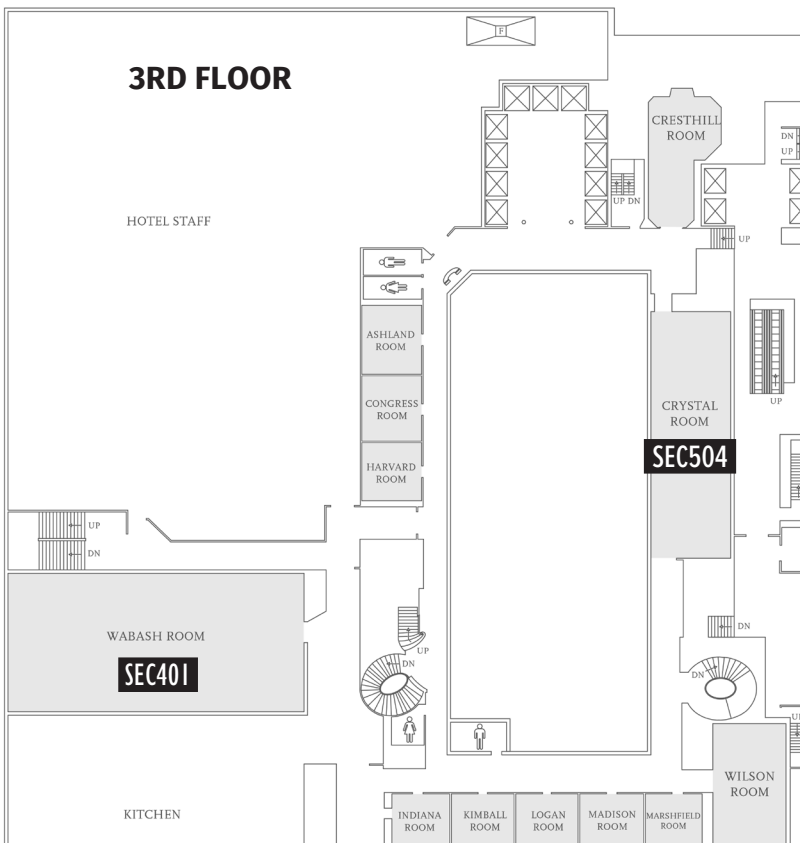 F
3RD FLOOR
CRESTHILL
ROOM
DN
UP
UP DN
HOTEL STAFF
UP
ASHLAND
ROOM
CONGRESS
ROOM
CRYSTAL
ROOM
UP
HARVARD
ROOM
SEC504
UP
DN
WABASH ROOM
SEC401
DN
UP
DN
DN
UP
WILSON
ROOM
KITCHEN
INDIANA
ROOM
KIMBALL
ROOM
LOGAN
ROOM
MADISON
ROOM
MARSHFIELD
ROOM